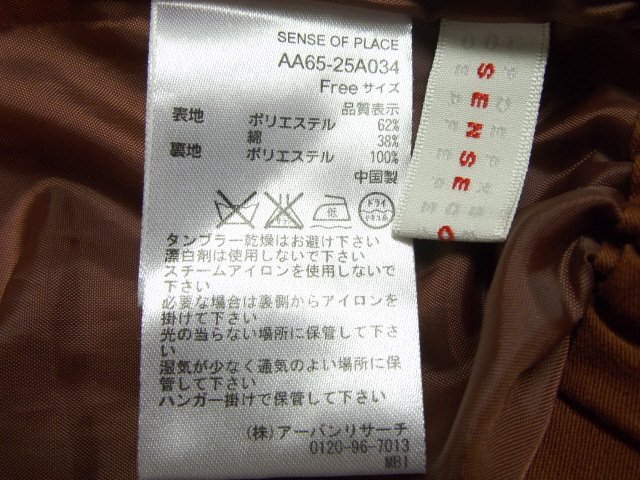 SENSE OF PLACE
AA65-25A034
Free サイズ
品質表示
表地 ポリエステル 62%
綿 38%
裏地 ポリエステル 100%
中国製
低
ドライ
タンブラー乾燥はお避け下さい
漂白剤は使用しないで下さい
スチームアイロンを使用しないで
下さい
必要な場合は裏側からアイロンを
掛けて下さい
光の当らない場所に保管して下さ
い
湿気が少なく通気のよい場所に保
管して下さい
ハンガー掛けで保管して下さい
(株)アーバンリサーチ
0120-96-7013
MB1
SENSE O